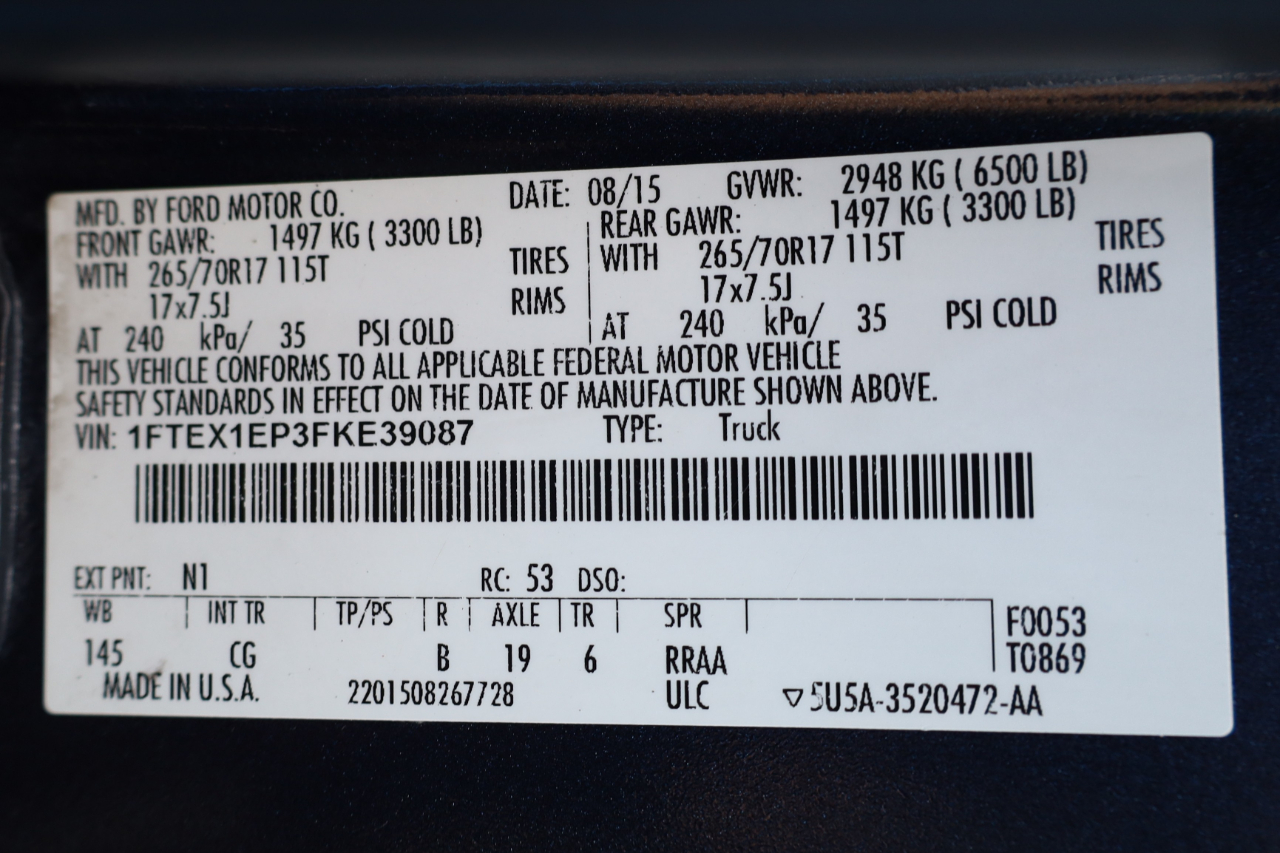 MFD. BY FORD MOTOR CO. DATE: 08/15 GVWR: 2948 KG ( 6500 LB)
FRONT GAWR: 1497 KG ( 3300 LB) REAR GAWR: 1497 KG ( 3300 LB)
WITH 265/70R17 115T TIRES WITH 265/70R17 115T TIRES
17x7.5J RIMS 17x7.5J RIMS
AT 240 kPa/ 35 PSI COLD AT 240 kPa/ 35 PSI COLD
THIS VEHICLE CONFORMS TO ALL APPLICABLE FEDERAL MOTOR VEHICLE
SAFETY STANDARDS IN EFFECT ON THE DATE OF MANUFACTURE SHOWN ABOVE.
VIN: 1FTEX1EP3FKE39087 TYPE: Truck
EXT PNT: N1 RC: 53 DSO:
WB INT TR TP/PS R AXLE TR SPR F0053
145 CG B 19 6 RRAA T0869
MADE IN U.S.A. 2201508267728 ULC ▽5U5A-3520472-AA